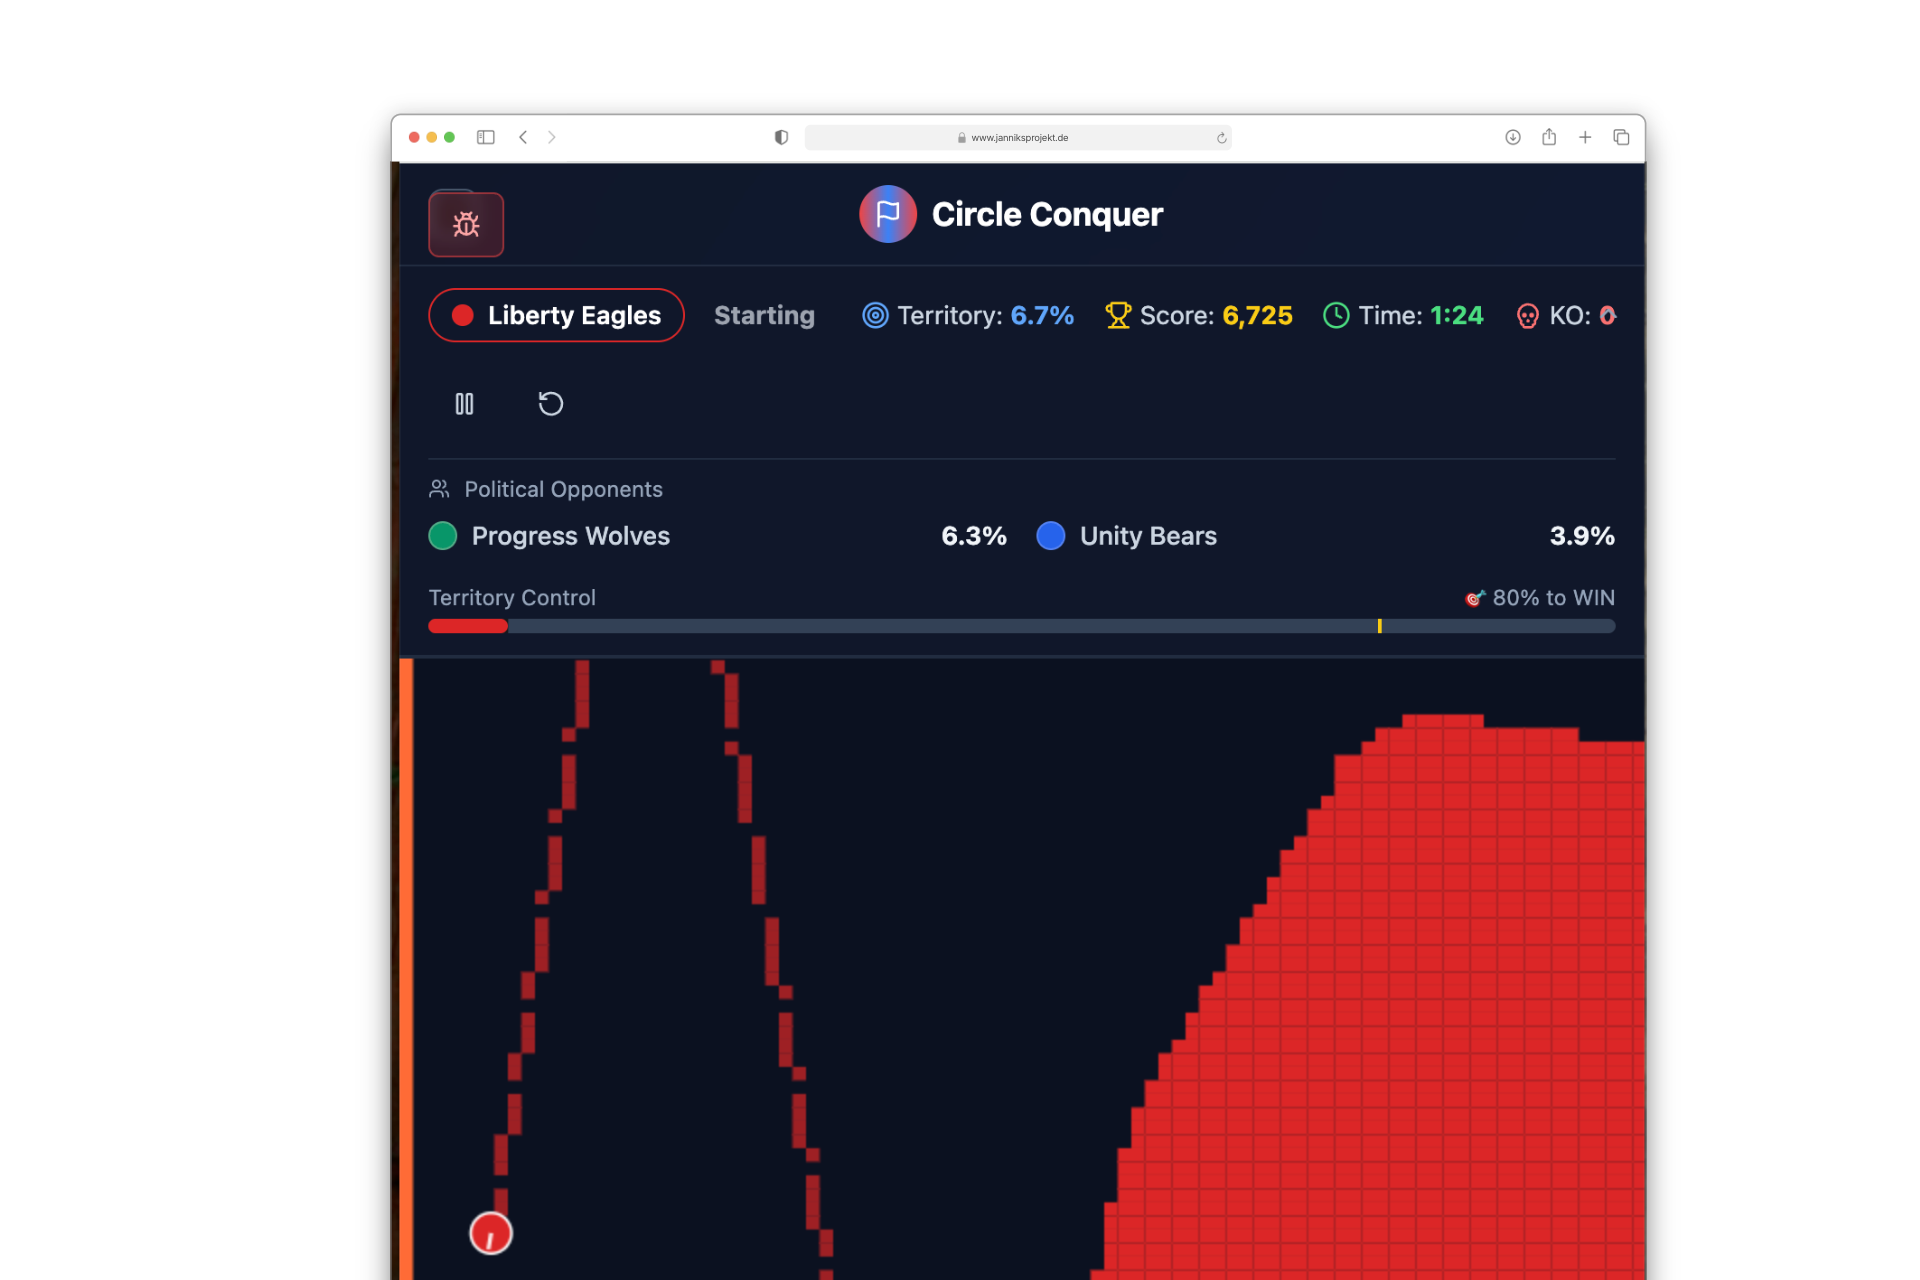 www.janniksprojekt.de
Circle Conquer
Liberty Eagles Starting Territory: 6.7% Score: 6,725 Time: 1:24 KO: 0
Political Opponents
Progress Wolves 6.3% Unity Bears 3.9%
Territory Control 80% to WIN